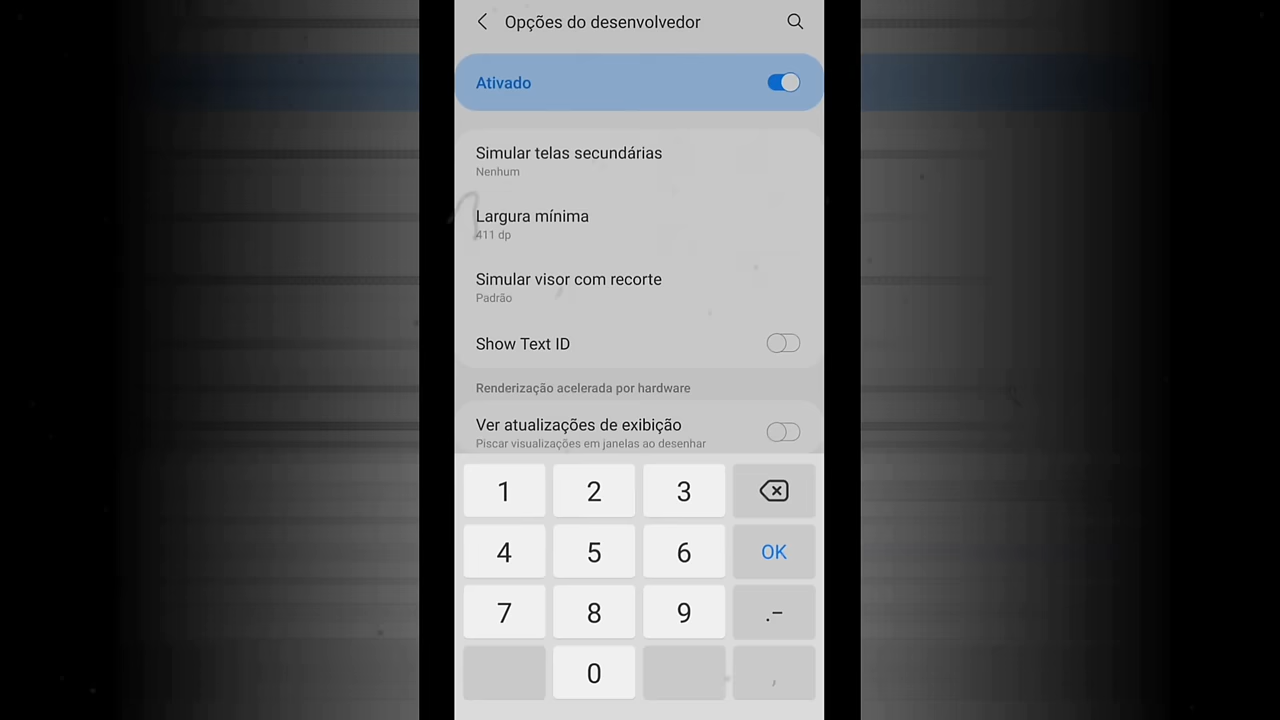 Opções do desenvolvedor
Ativado
Simular telas secundárias
Nenhum
Largura mínima
411 dp
Simular visor com recorte
Padrão
Show Text ID
Renderização acelerada por hardware
Ver atualizações de exibição
Piscar visualizações em janelas ao desenhar
1 2 3
4 5 6 OK
7 8 9 .-
0 ,